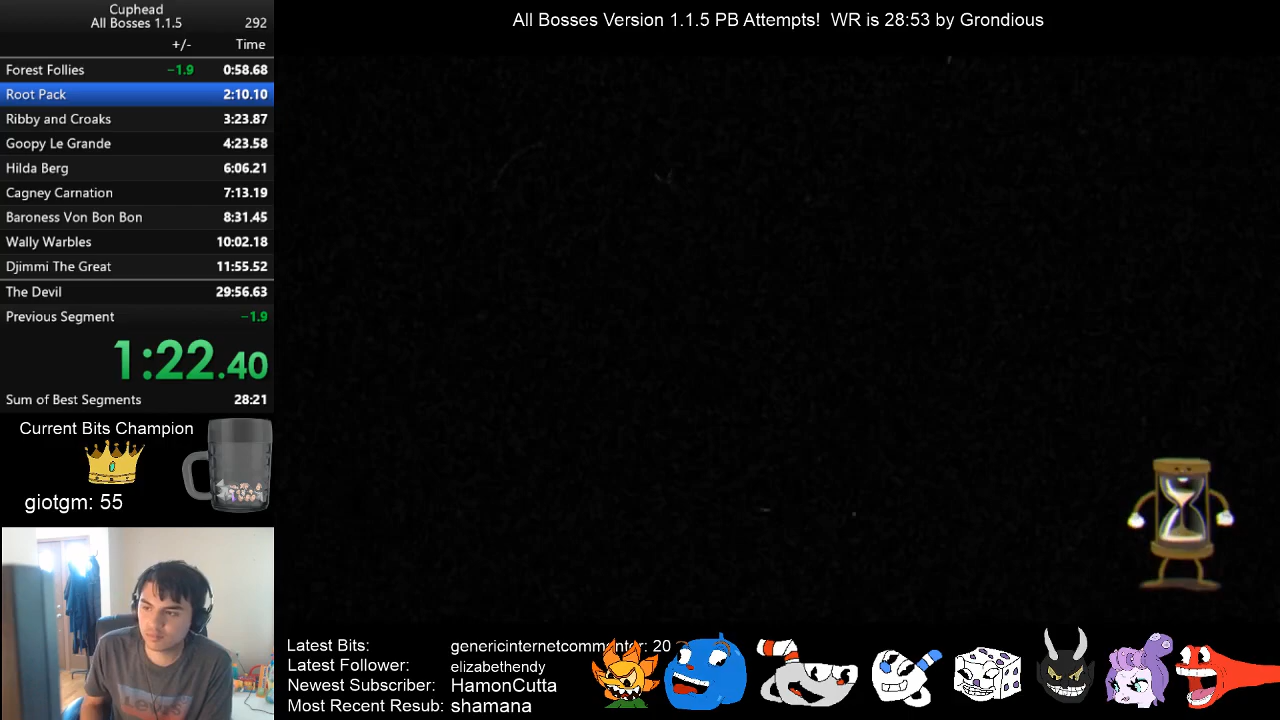 Cuphead
All Bosses 1.1.5 292
+/- Time
Forest Follies −1.9 0:58.68
Root Pack 2:10.10
Ribby and Croaks 3:23.87
Goopy Le Grande 4:23.58
Hilda Berg 6:06.21
Cagney Carnation 7:13.19
Baroness Von Bon Bon 8:31.45
Wally Warbles 10:02.18
Djimmi The Great 11:55.52
The Devil 29:56.63
Previous Segment −1.9
1:22.40
Sum of Best Segments 28:21
Current Bits Champion
giotgm: 55
All Bosses Version 1.1.5 PB Attempts! WR is 28:53 by Grondious
Latest Bits: genericinternetcommenter: 20
Latest Follower: elizabethendy
Newest Subscriber: HamonCutta
Most Recent Resub: shamana